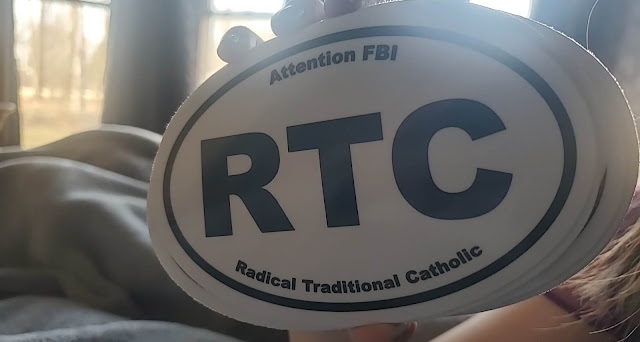 Attention FBI
RTC
Radical Traditional Catholic